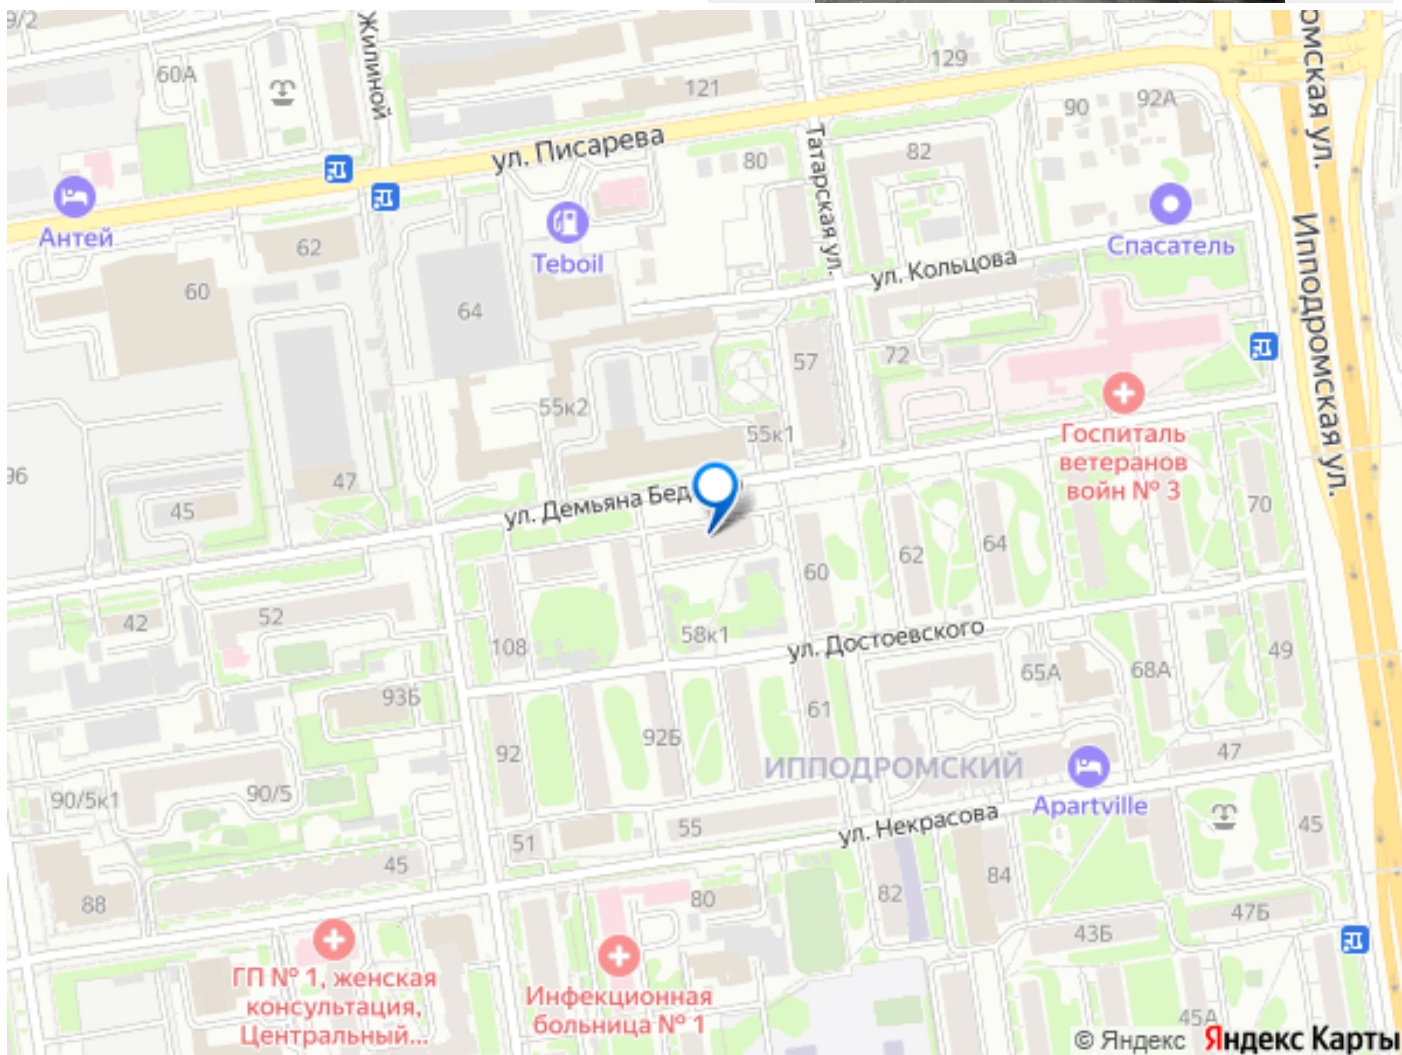 9/2
Жилиной
60А
121
129
омская ул.
90
92А
ул. Писарева
80
Татарская ул.
82
Антей
62
Teboil
Спасатель
ул. Кольцова
60
64
Ипподромская ул.
57
72
55к2
55к1
Госпиталь
ветеранов
войн № 3
96
47
45
ул. Демьяна Бед
70
60
62
64
42
52
108
58к1
ул. Достоевского
49
65А
68А
93Б
61
92
92Б
ИППОДРОМСКИЙ
47
90/5к1
90/5
Apartville
55
ул. Некрасова
51
45
45
88
80
82
84
47Б
43Б
ГП № 1, женская
консультация,
Центральный...
Инфекционная
больница № 1
45А
© Яндекс Яндекс Карты